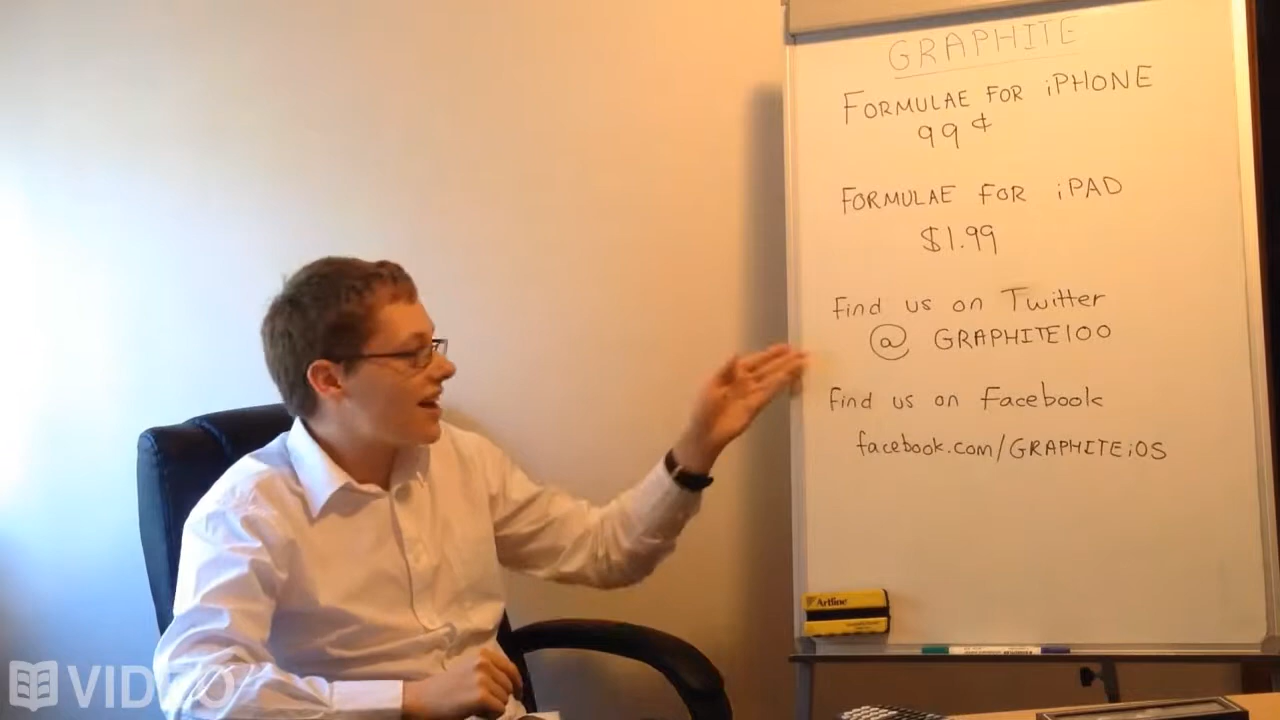 GRAPHITE
FORMULAE FOR iPHONE
99¢
FORMULAE FOR iPAD
$1.99
Find us on Twitter
@ GRAPHITE100
Find us on Facebook
facebook.com/GRAPHITEiOS
Artline
VIDEO